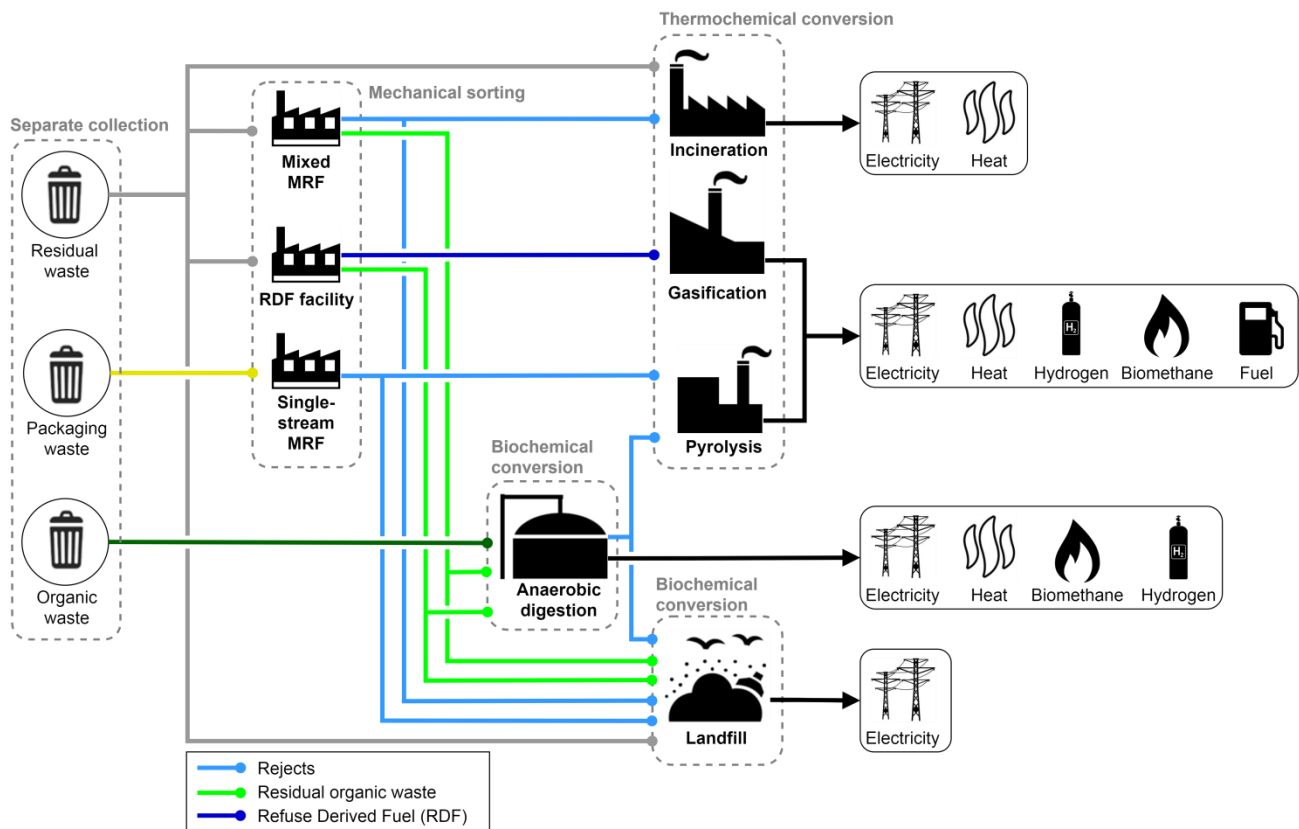 Thermochemical conversion
Mechanical sorting
Separate collection
Residual
waste
Packaging
waste
Organic
waste
Mixed
MRF
RDF facility
Single-
stream
MRF
Incineration
Gasification
Pyrolysis
Biochemical
conversion
Anaerobic
digestion
Biochemical
conversion
Landfill
Electricity
Heat
Electricity
Heat
H2
Hydrogen
Biomethane
Fuel
Electricity
Heat
Biomethane
H2
Hydrogen
Electricity
Rejects
Residual organic waste
Refuse Derived Fuel (RDF)